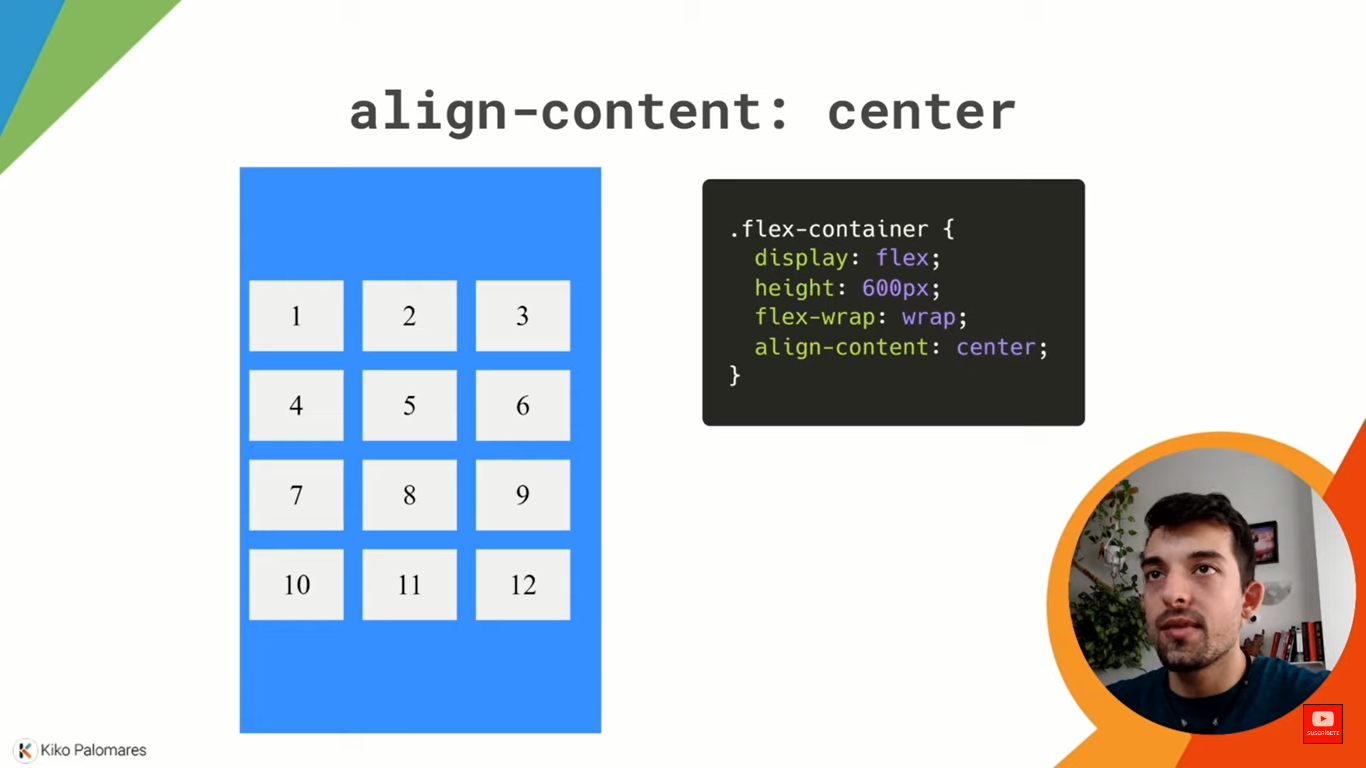 align-content: center
1 2 3
4 5 6
7 8 9
10 11 12
.flex-container {
display: flex;
height: 600px;
flex-wrap: wrap;
align-content: center;
}
Kiko Palomares
SUSCRÍBETE